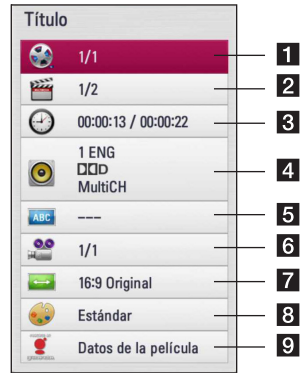 Título
1/1
1
1/2
2
00:00:13 / 00:00:22
3
1 ENG
DD D
MultiCH
4
ABC
---
5
1/1
6
16:9 Original
7
Estándar
8
Datos de la película
9